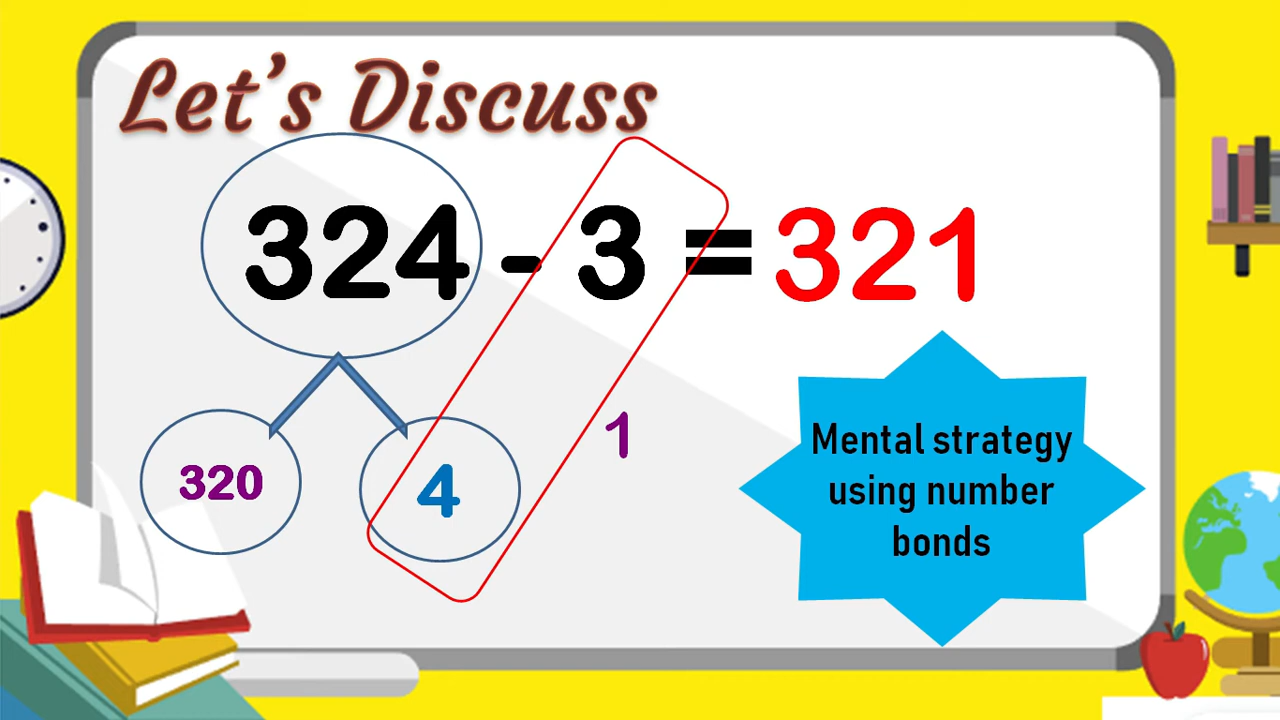 Let's Discuss
324 - 3 = 321
320
4
1
Mental strategy
using number
bonds